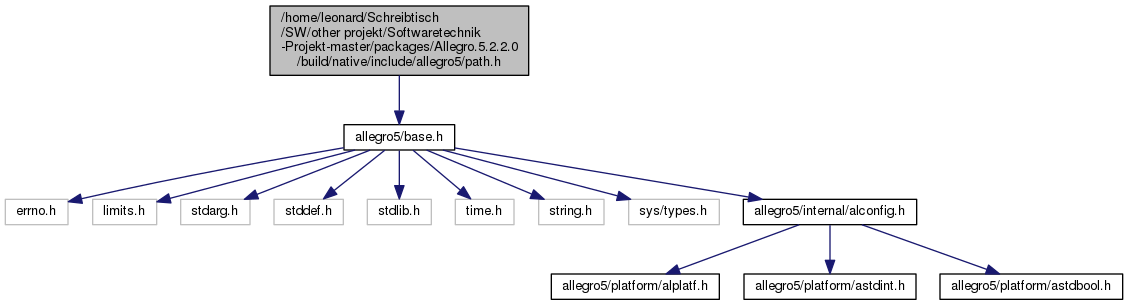 /home/leonard/Schreibtisch
/SW/other projekt/Softwaretechnik
-Projekt-master/packages/Allegro.5.2.2.0
/build/native/include/allegro5/path.h
allegro5/base.h
errno.h
limits.h
stdarg.h
stddef.h
stdlib.h
time.h
string.h
sys/types.h
allegro5/internal/alconfig.h
allegro5/platform/alplatf.h
allegro5/platform/astdint.h
allegro5/platform/astdbool.h